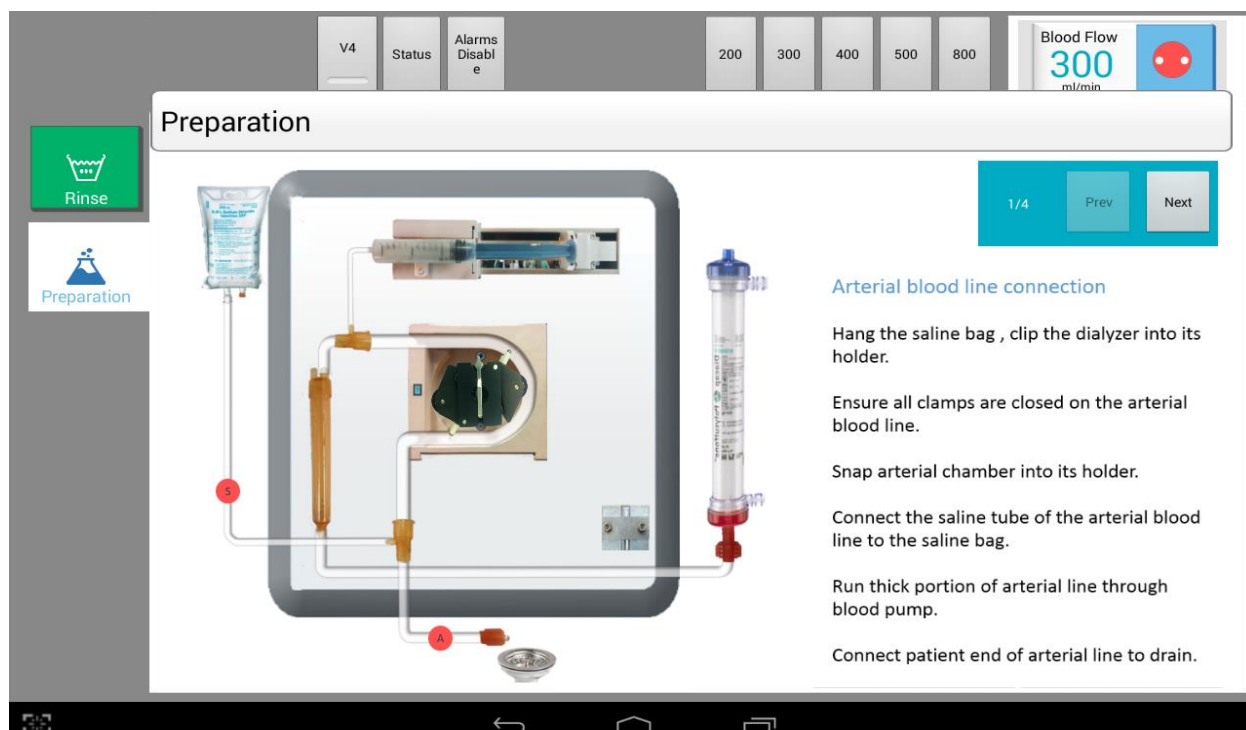 V4
Status
Alarms
Disabl
e
200
300
400
500
800
Blood Flow
300
ml/min
Preparation
Rinse
Preparation
1/4
Prev
Next
Arterial blood line connection
Hang the saline bag , clip the dialyzer into its
holder.
Ensure all clamps are closed on the arterial
blood line.
Snap arterial chamber into its holder.
Connect the saline tube of the arterial blood
line to the saline bag.
Run thick portion of arterial line through
blood pump.
Connect patient end of arterial line to drain.
S
A